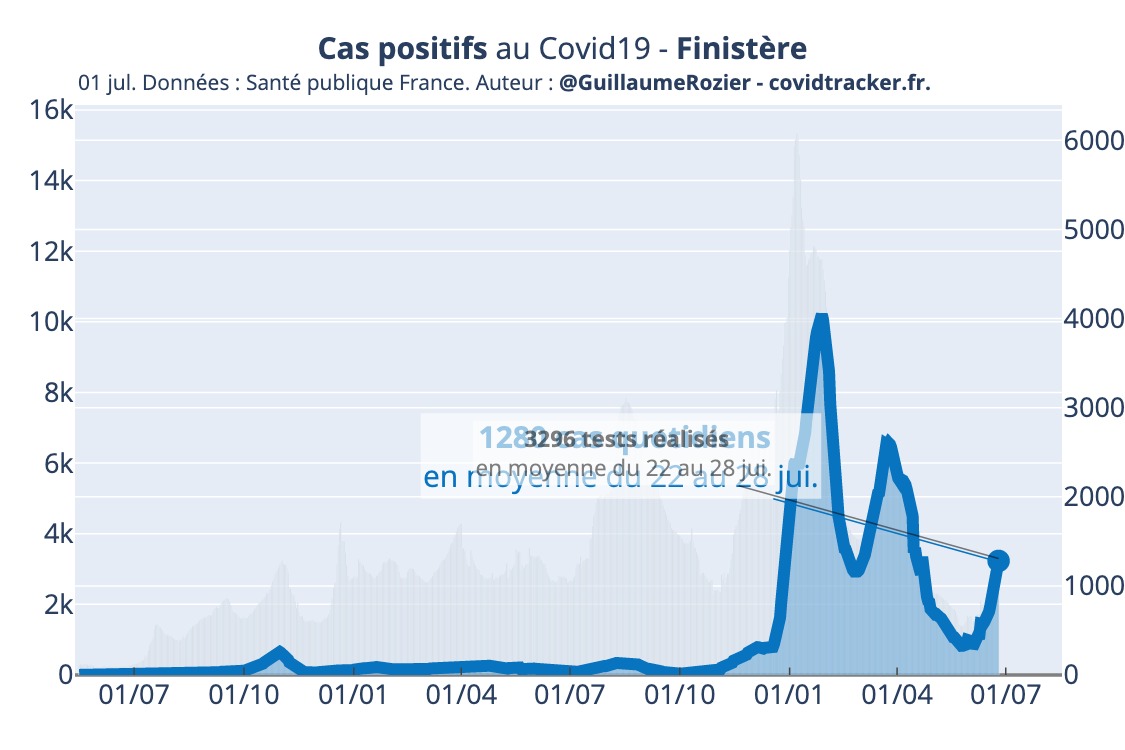 Cas positifs au Covid19 - Finistère
01 jul. Données : Santé publique France. Auteur : @GuillaumeRozier - covidtracker.fr.
16k
14k
12k
10k
8k
6k
4k
2k
0
6000
5000
4000
3000
2000
1000
0
cas quotidiens
en moyenne du 22 au 28 jui.
3296 tests réalisés
en moyenne du 22 au 28 jui.
01/07
01/10
01/01
01/04
01/07
01/10
01/01
01/04
01/07